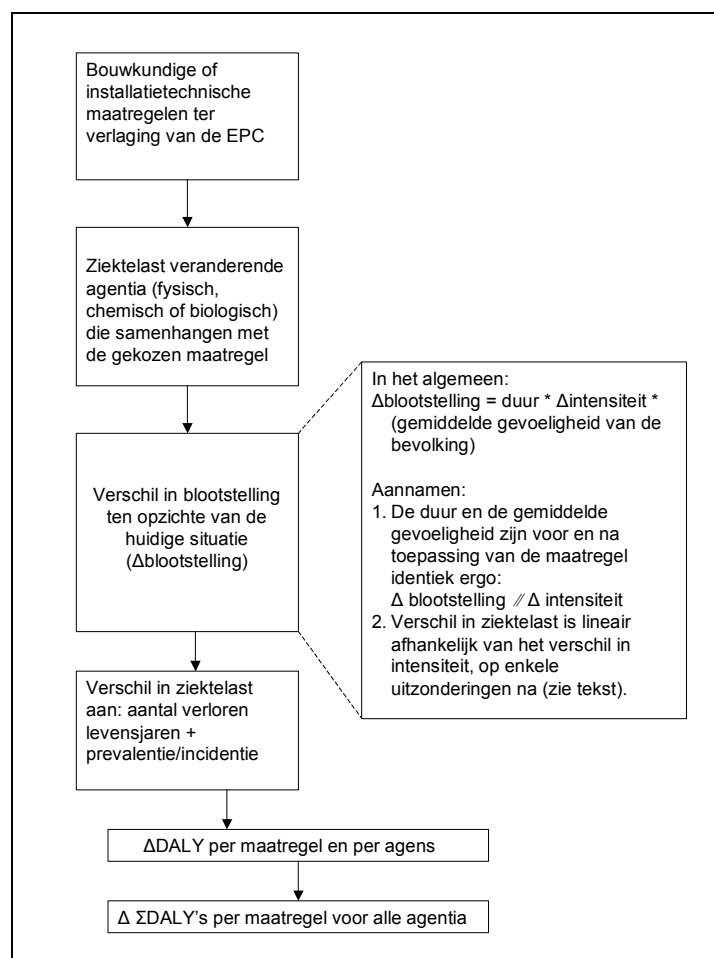 Bouwkundige of
installatietechnische
maatregelen ter
verlaging van de EPC
Ziektelast veranderende
agentia (fysisch,
chemisch of biologisch)
die samenhangen met
de gekozen maatregel
Verschil in blootstelling
ten opzichte van de
huidige situatie
(Δblootstelling)
In het algemeen:
Δblootstelling = duur * Δintensiteit *
(gemiddelde gevoeligheid van de
bevolking)
Aannamen:
1. De duur en de gemiddelde
gevoeligheid zijn voor en na
toepassing van de maatregel
identiek ergo:
Δ blootstelling ⫽ Δ intensiteit
2. Verschil in ziektelast is lineair
afhankelijk van het verschil in
intensiteit, op enkele
uitzonderingen na (zie tekst).
Verschil in ziektelast
aan: aantal verloren
levensjaren +
prevalentie/incidentie
ΔDALY per maatregel en per agens
Δ ΣDALY's per maatregel voor alle agentia